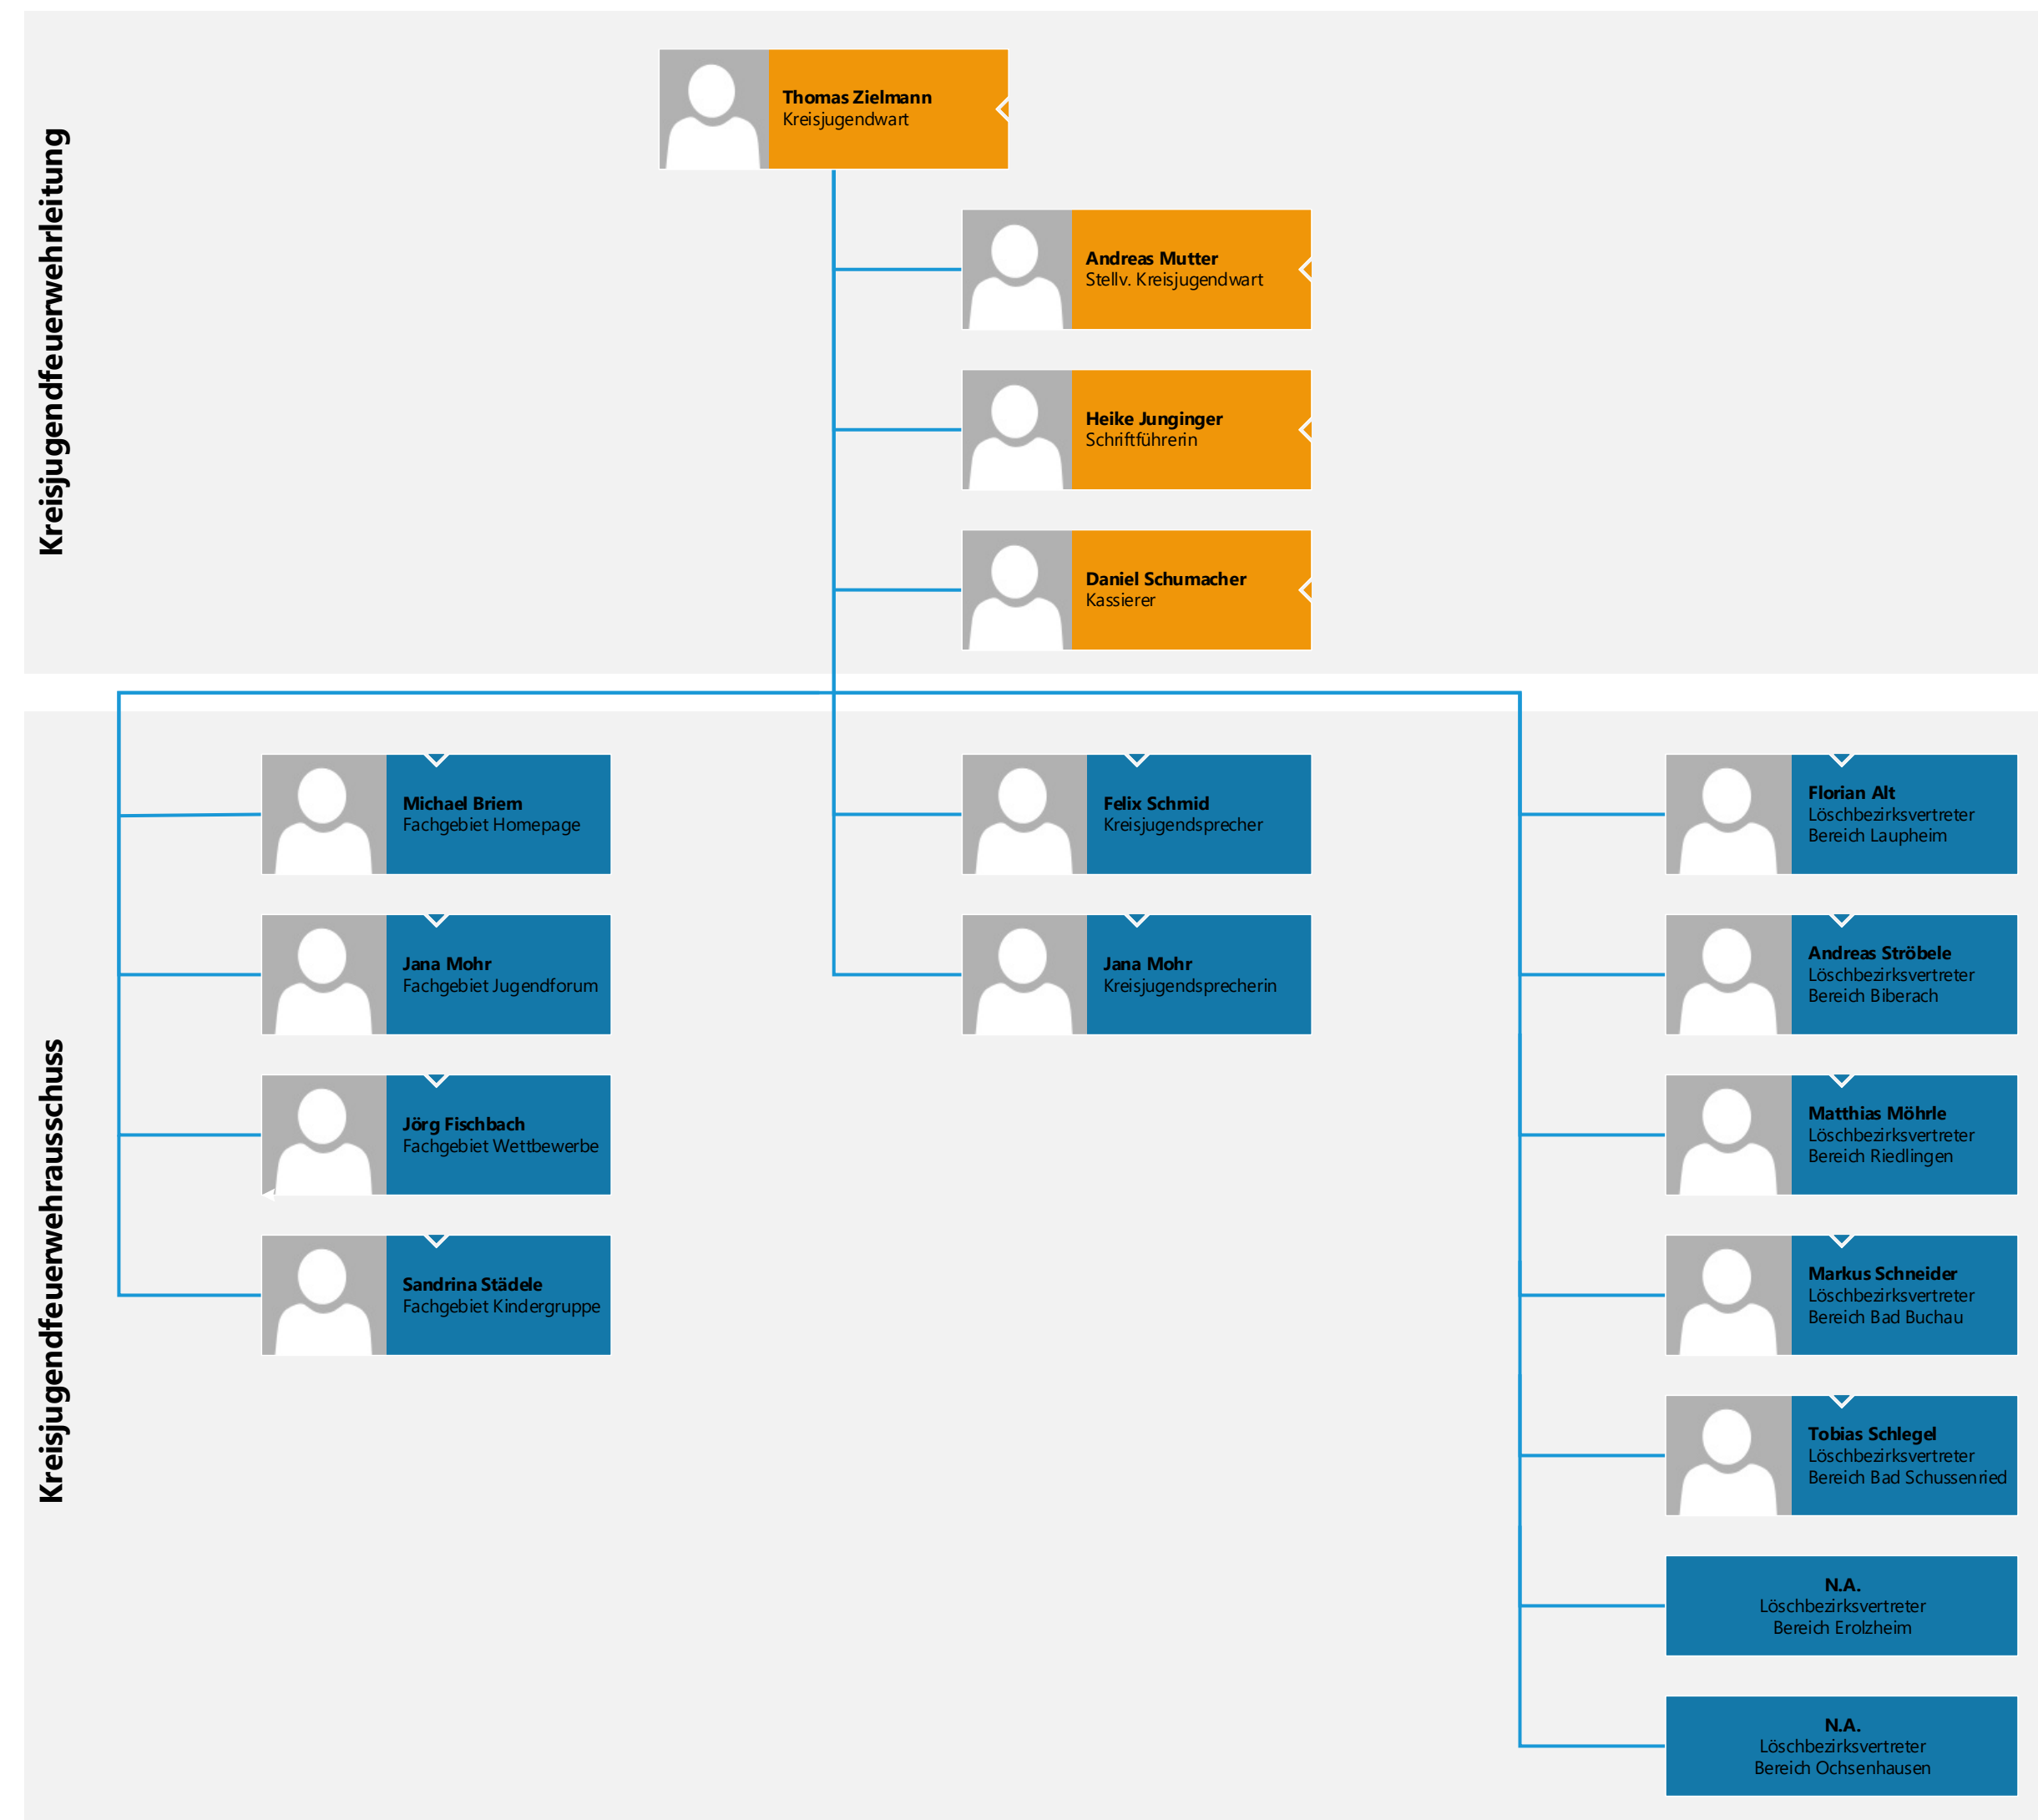 Kreisjugendfeuerwehrleitung
Thomas Zielmann
Kreisjugendwart
Andreas Mutter
Stellv. Kreisjugendwart
Heike Junginger
Schriftführerin
Daniel Schumacher
Kassierer
Kreisjugendfeuerwehrausschuss
Michael Briem
Fachgebiet Homepage
Jana Mohr
Fachgebiet Jugendforum
Jörg Fischbach
Fachgebiet Wettbewerbe
Sandrina Städele
Fachgebiet Kindergruppe
Felix Schmid
Kreisjugendsprecher
Jana Mohr
Kreisjugendsprecherin
Florian Alt
Löschbezirksvertreter
Bereich Laupheim
Andreas Ströbele
Löschbezirksvertreter
Bereich Biberach
Matthias Möhrle
Löschbezirksvertreter
Bereich Riedlingen
Markus Schneider
Löschbezirksvertreter
Bereich Bad Buchau
Tobias Schlegel
Löschbezirksvertreter
Bereich Bad Schussenried
N.A.
Löschbezirksvertreter
Bereich Erolzheim
N.A.
Löschbezirksvertreter
Bereich Ochsenhausen